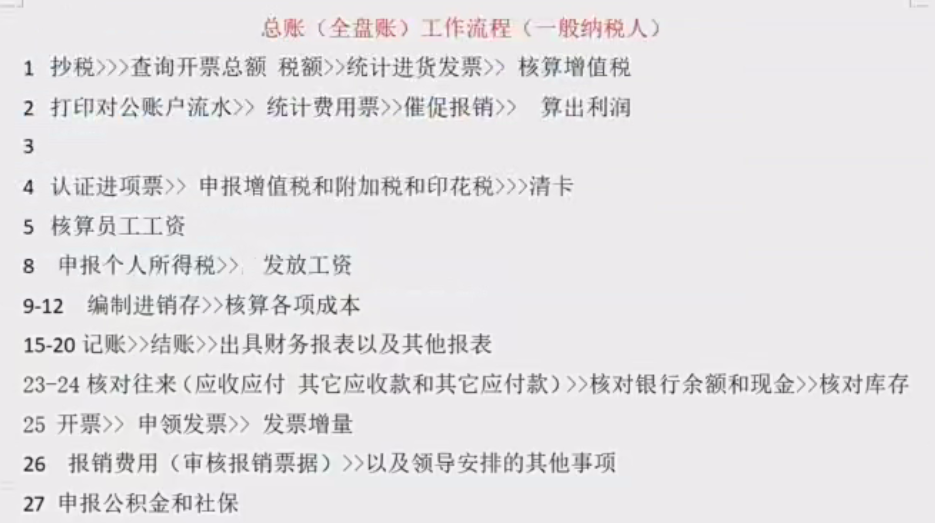 总账（全盘账）工作流程（一般纳税人）
1 抄税>>>查询开票总额 税额>>统计进货发票>> 核算增值税
2 打印对公账户流水>> 统计费用票>>催促报销>> 算出利润
3
4 认证进项票>> 申报增值税和附加税和印花税>>>清卡
5 核算员工工资
8 申报个人所得税>> 发放工资
9-12 编制进销存>>核算各项成本
15-20 记账>>结账>>出具财务报表以及其他报表
23-24 核对往来（应收应付 其它应收款和其它应付款）>>核对银行余额和现金>>核对库存
25 开票>> 申领发票>> 发票增量
26 报销费用（审核报销票据）>>以及领导安排的其他事项
27 申报公积金和社保